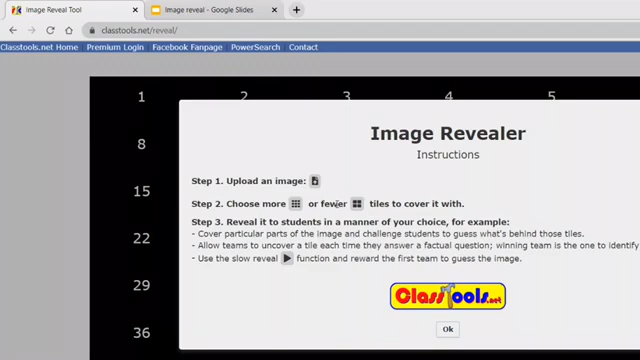 Image Reveal Tool
Image reveal - Google Slides
classtools.net/reveal/
Classtools.net Home Premium Login Facebook Fanpage PowerSearch Contact
1 2 3 4 5
Image Revealer
Instructions
8
Step 1. Upload an image:
15
Step 2. Choose more or fewer tiles to cover it with.
Step 3. Reveal it to students in a manner of your choice, for example:
- Cover particular parts of the image and challenge students to guess what's behind those tiles.
22
- Allow teams to uncover a tile each time they answer a factual question; winning team is the one to identify
- Use the slow reveal function and reward the first team to guess the image.
29
ClassTools.net
Ok
36